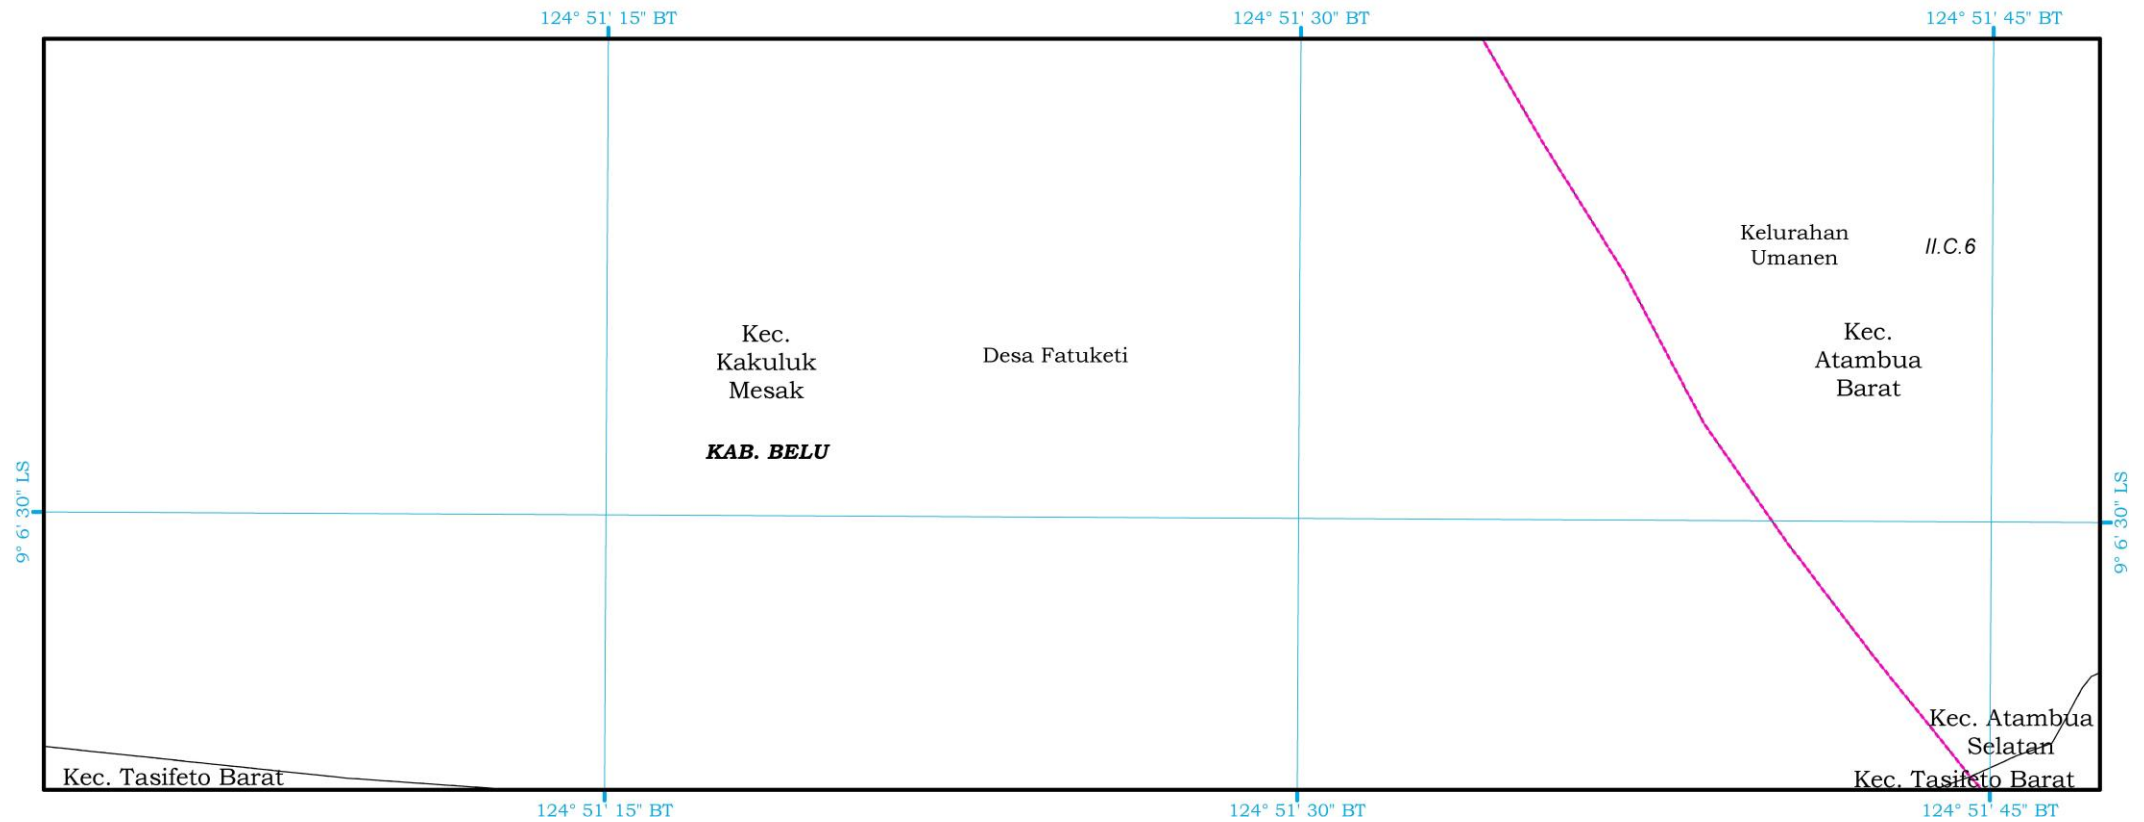 124° 51' 15" BT
124° 51' 30" BT
124° 51' 45" BT
Kelurahan
Umanen
II.C.6
Kec.
Kakuluk
Mesak
Desa Fatuketi
Kec.
Atambua
Barat
KAB. BELU
9° 6' 30" LS
9° 6' 30" LS
Kec. Atambua
Selatan
Kec. Tasifeto Barat
Kec. Tasifeto Barat
124° 51' 15" BT
124° 51' 30" BT
124° 51' 45" BT